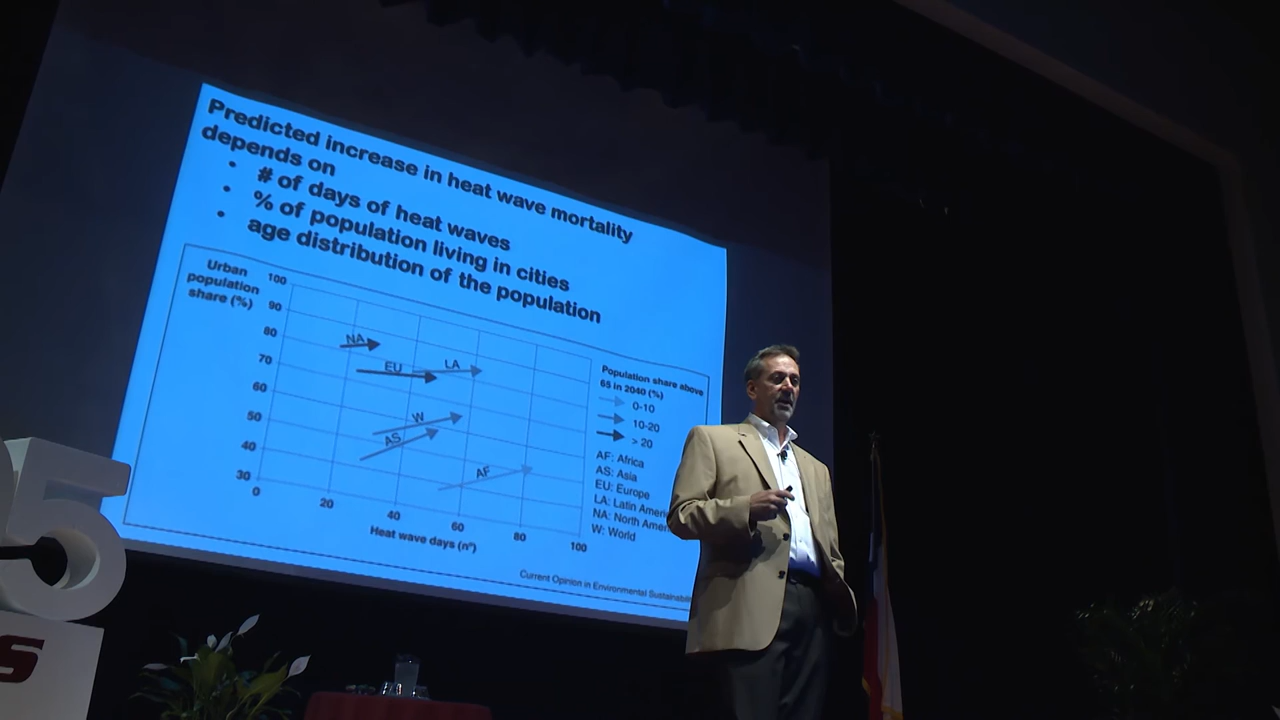 Predicted increase in heat wave mortality
depends on
• # of days of heat waves
• % of population living in cities
• age distribution of the population
Urban
population
share (%)
100
90
80
70
60
50
40
30
0
20
40
60
80
100
Heat wave days (n°)
NA
EU
LA
W
AS
AF
Population share above
65 in 2040 (%)
0-10
10-20
> 20
AF: Africa
AS: Asia
EU: Europe
LA: Latin
NA: North
W: World
Current Opinion in Environmental
5
S